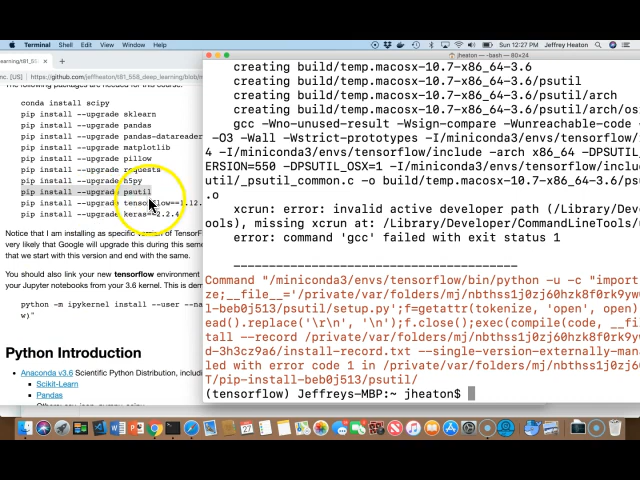 Terminal Shell Edit View Window Help
Sun 12:27 PM Jeffrey Heaton
learning/t81_558_deep_learning/blob
Inc. [US] | https://github.com/jeffheaton/t81_558_deep_learning/blob/
The following packages are needed for this course:
conda install scipy
pip install --upgrade sklearn
pip install --upgrade pandas
pip install --upgrade pandas-datareader
pip install --upgrade matplotlib
pip install --upgrade pillow
pip install --upgrade requests
pip install --upgrade h5py
pip install --upgrade psutil
pip install --upgrade tensorflow==1.12.
pip install --upgrade keras==2.2.4
Notice that I am installing as specific version of TensorF
very likely that Google will upgrade this during this sem
that we start with this version and end with the same.
You should also link your new tensorflow environment
your Jupyter notebooks from your 3.6 kernel. This is dem
python -m ipykernel install --user --na
w)"
Python Introduction
Anaconda v3.6 Scientific Python Distribution, includin
Scikit-Learn
Pandas
jheaton — -bash — 80×24
creating build/temp.macosx-10.7-x86_64-3.6
creating build/temp.macosx-10.7-x86_64-3.6/psutil
creating build/temp.macosx-10.7-x86_64-3.6/psutil/arch
creating build/temp.macosx-10.7-x86_64-3.6/psutil/arch/os
gcc -Wno-unused-result -Wsign-compare -Wunreachable-code
-O3 -Wall -Wstrict-prototypes -I/miniconda3/envs/tensorflow/
4 -I/miniconda3/envs/tensorflow/include -arch x86_64 -DPSUTIL
ERSION=550 -DPSUTIL_OSX=1 -I/miniconda3/envs/tensorflow/inclu
util/_psutil_common.c -o build/temp.macosx-10.7-x86_64-3.6/ps
.o
xcrun: error: invalid active developer path (/Library/Deve
ools), missing xcrun at: /Library/Developer/CommandLineTools/
error: command 'gcc' failed with exit status 1
----------------------------------------
Command "/miniconda3/envs/tensorflow/bin/python -u -c "import
ze;__file__='/private/var/folders/mj/nbthss1j0zj60hzk8f0rk9yw
l-beb0j513/psutil/setup.py';f=getattr(tokenize, 'open', open)
ead().replace('\r\n', '\n');f.close();exec(compile(code, __fi
tall --record /private/var/folders/mj/nbthss1j0zj60hzk8f0rk9y
d-3h3cz9a6/install-record.txt --single-version-externally-man
led with error code 1 in /private/var/folders/mj/nbthss1j0zj6
T/pip-install-beb0j513/psutil/
(tensorflow) Jeffreys-MBP:~ jheaton$